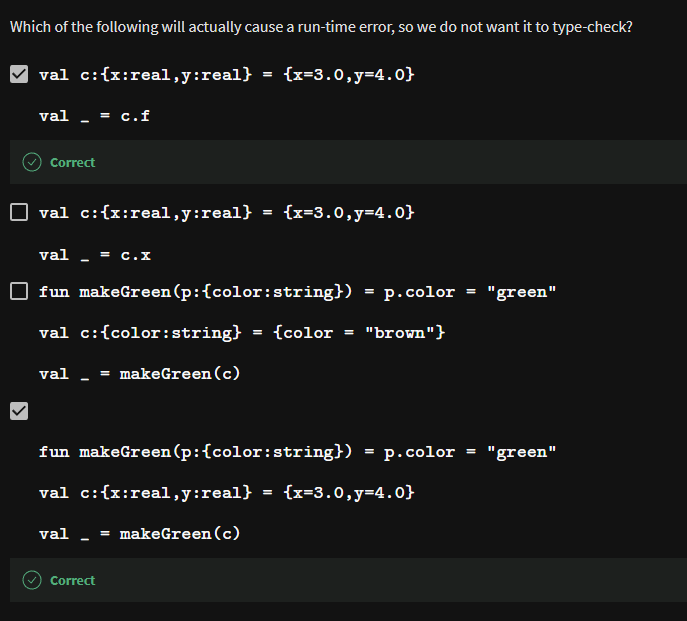 Which of the following will actually cause a run-time error, so we do not want it to type-check?
val c:{x:real,y:real} = {x=3.0,y=4.0}
val _ = c.f
Correct
val c:{x:real,y:real} = {x=3.0,y=4.0}
val _ = c.x
fun makeGreen(p:{color:string}) = p.color = "green"
val c:{color:string} = {color = "brown"}
val _ = makeGreen(c)
fun makeGreen(p:{color:string}) = p.color = "green"
val c:{x:real,y:real} = {x=3.0,y=4.0}
val _ = makeGreen(c)
Correct